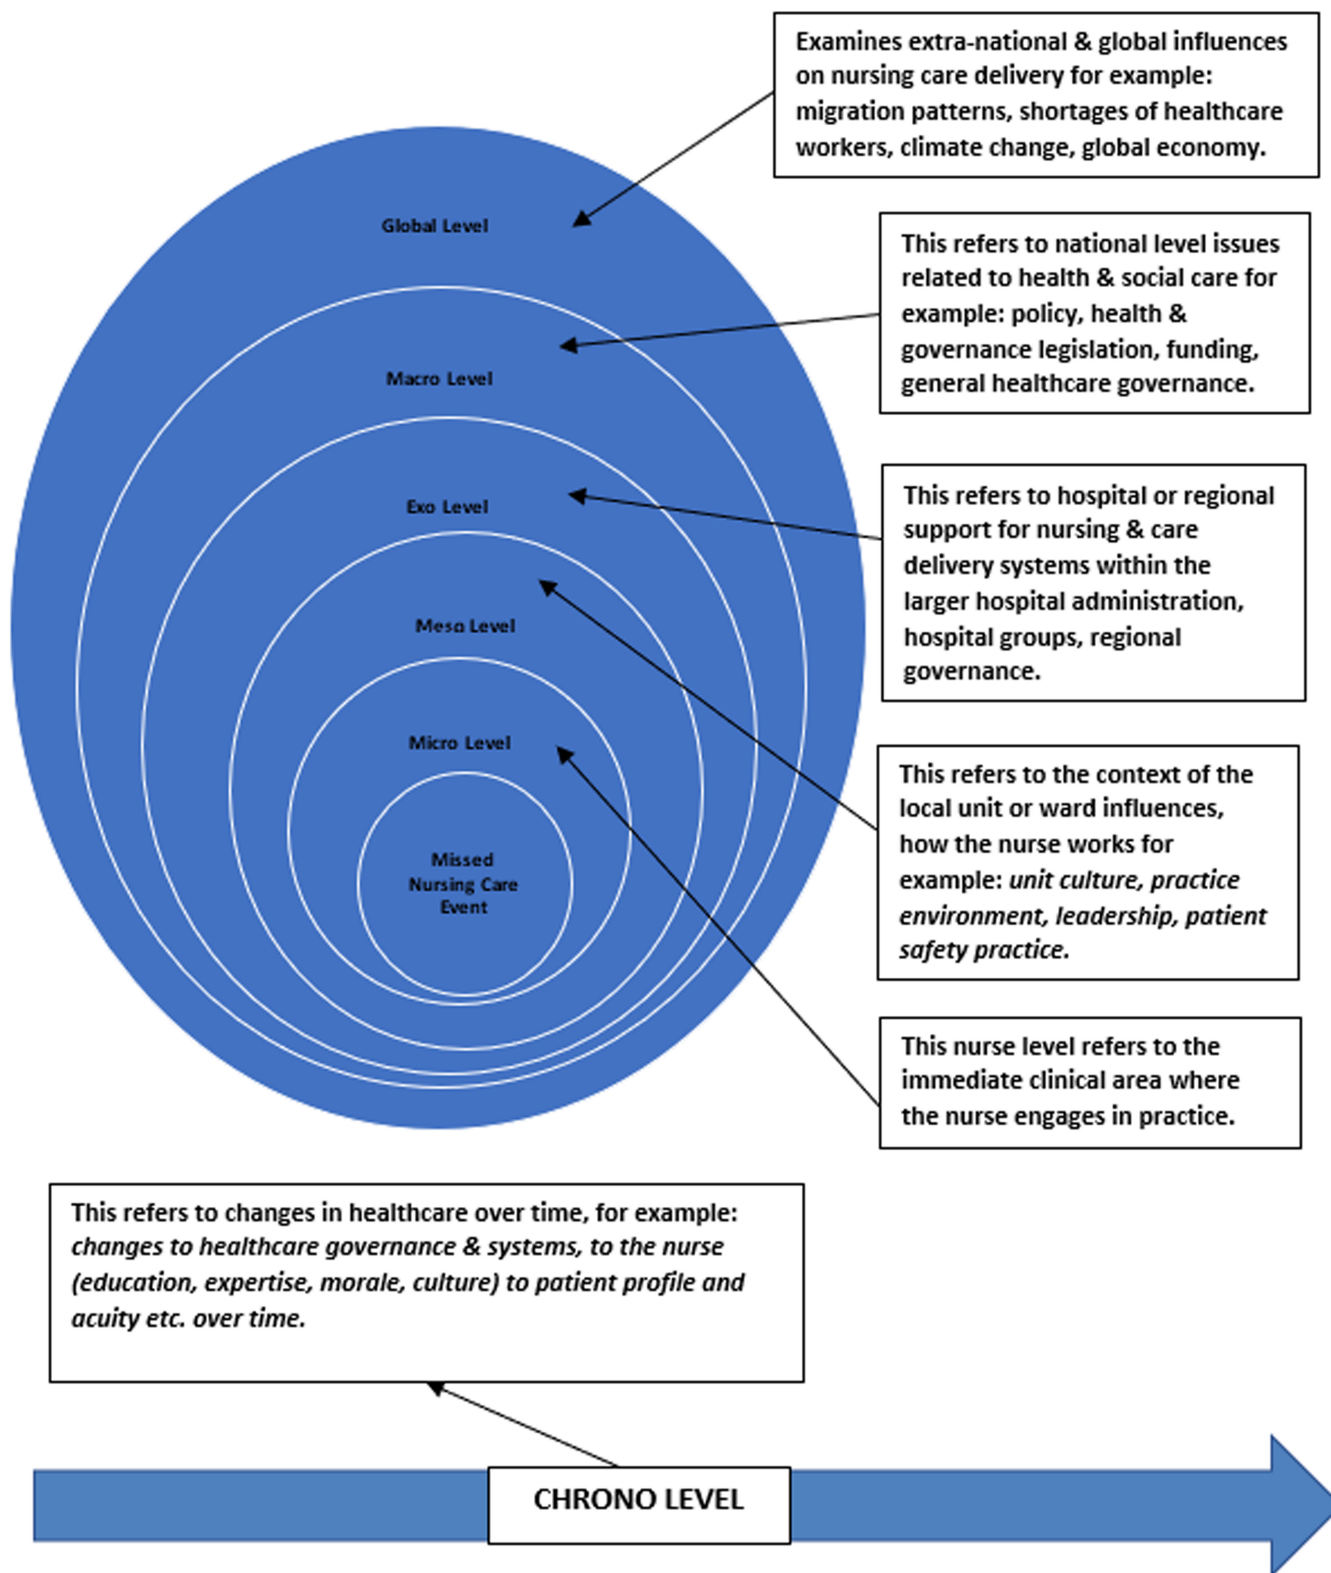 Examines extra-national & global influences
on nursing care delivery for example:
migration patterns, shortages of healthcare
workers, climate change, global economy.
Global Level
This refers to national level issues
related to health & social care for
example: policy, health &
governance legislation, funding,
general healthcare governance.
Macro Level
This refers to hospital or regional
support for nursing & care
delivery systems within the
larger hospital administration,
hospital groups, regional
governance.
Exo Level
Meso Level
This refers to the context of the
local unit or ward influences,
how the nurse works for
example: unit culture, practice
environment, leadership, patient
safety practice.
Micro Level
Missed
Nursing Care
Event
This nurse level refers to the
immediate clinical area where
the nurse engages in practice.
This refers to changes in healthcare over time, for example:
changes to healthcare governance & systems, to the nurse
(education, expertise, morale, culture) to patient profile and
acuity etc. over time.
CHRONO LEVEL